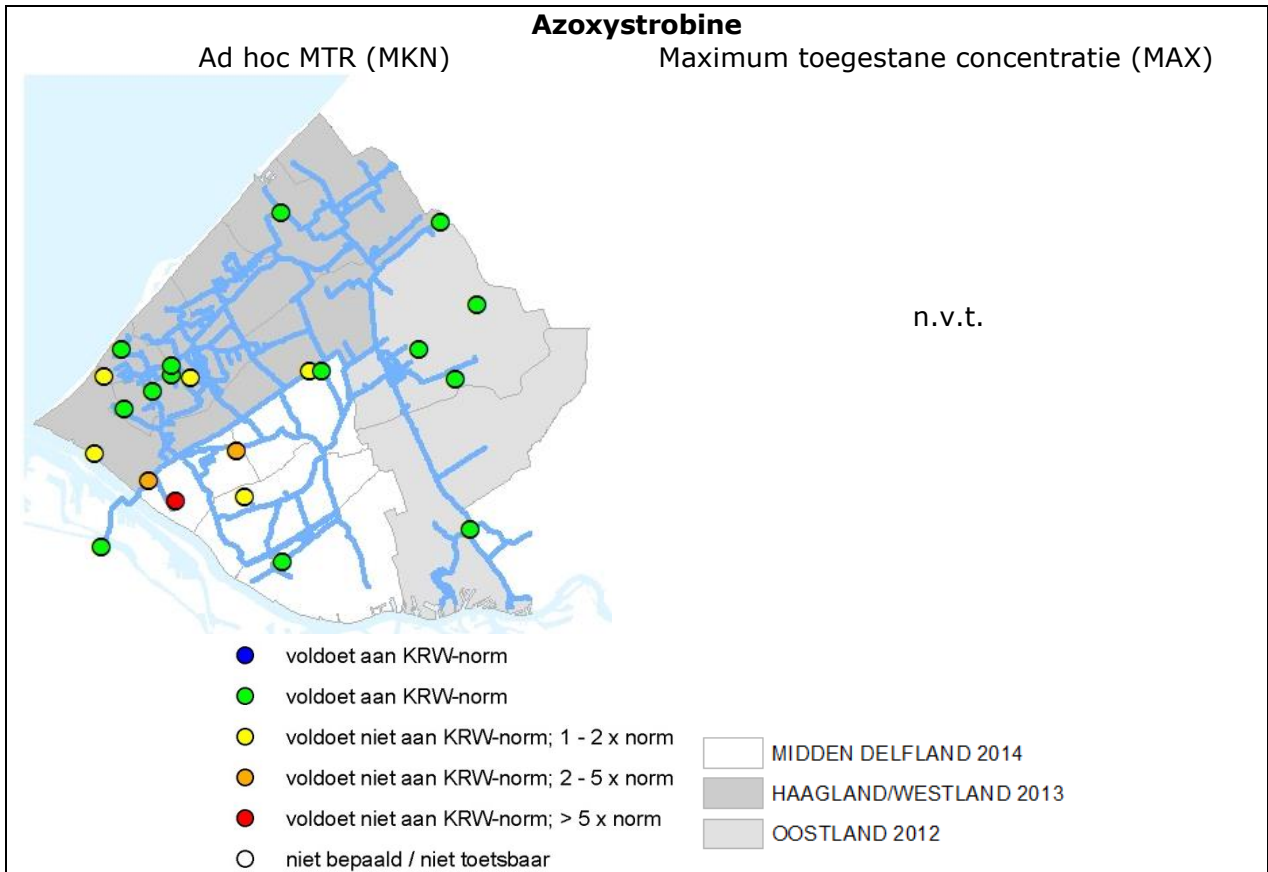 Azoxystrobine
Ad hoc MTR (MKN)
Maximum toegestane concentratie (MAX)
n.v.t.
voldoet aan KRW-norm
voldoet aan KRW-norm
voldoet niet aan KRW-norm; 1 - 2 x norm
voldoet niet aan KRW-norm; 2 - 5 x norm
voldoet niet aan KRW-norm; > 5 x norm
niet bepaald / niet toetsbaar
MIDDEN DELFLAND 2014
HAAGLAND/WESTLAND 2013
OOSTLAND 2012